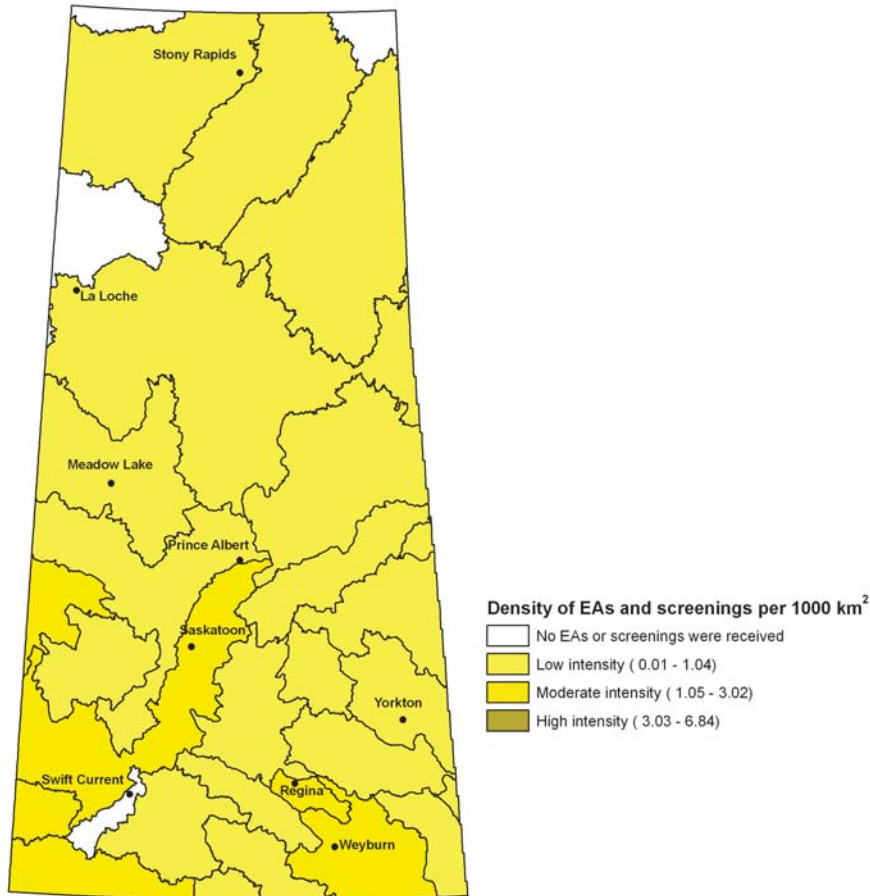 Stony Rapids
La Loche
Meadow Lake
Prince Albert
Saskatoon
Yorkton
Swift Current
Regina
Weyburn
Density of EAs and screenings per 1000 km²
No EAs or screenings were received
Low intensity ( 0.01 - 1.04)
Moderate intensity ( 1.05 - 3.02)
High intensity ( 3.03 - 6.84)